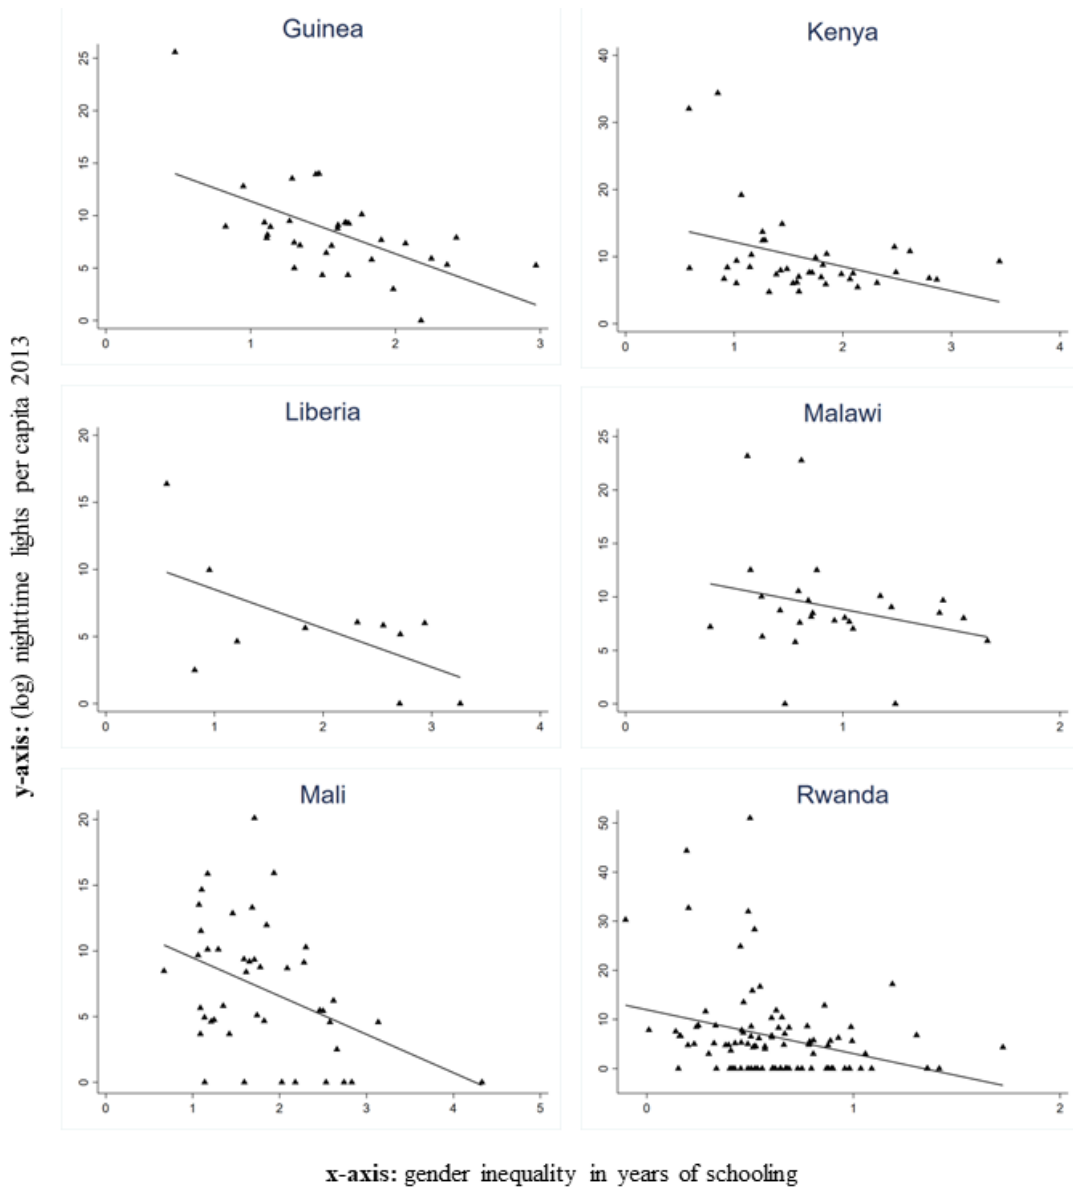 Guinea
25
20
15
10
5
0
0 1 2 3
Kenya
40
30
20
10
0
0 1 2 3 4
y-axis: (log) nighttime lights per capita 2013
Liberia
20
15
10
5
0
0 1 2 3 4
Malawi
25
20
15
10
5
0
0 1 2
Mali
20
15
10
5
0
0 1 2 3 4 5
Rwanda
50
40
30
20
10
0
0 1 2
x-axis: gender inequality in years of schooling